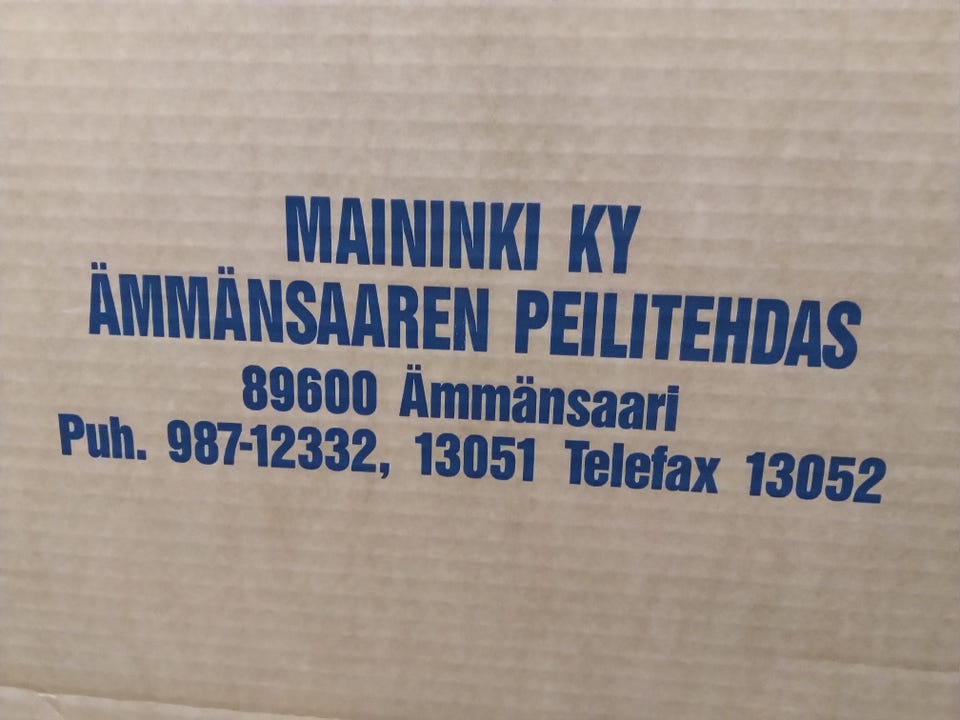 MAININKI KY
ÄMMÄNSAAREN PEILITEHDAS
89600 Ämmänsaari
Puh. 987-12332, 13051 Telefax 13052